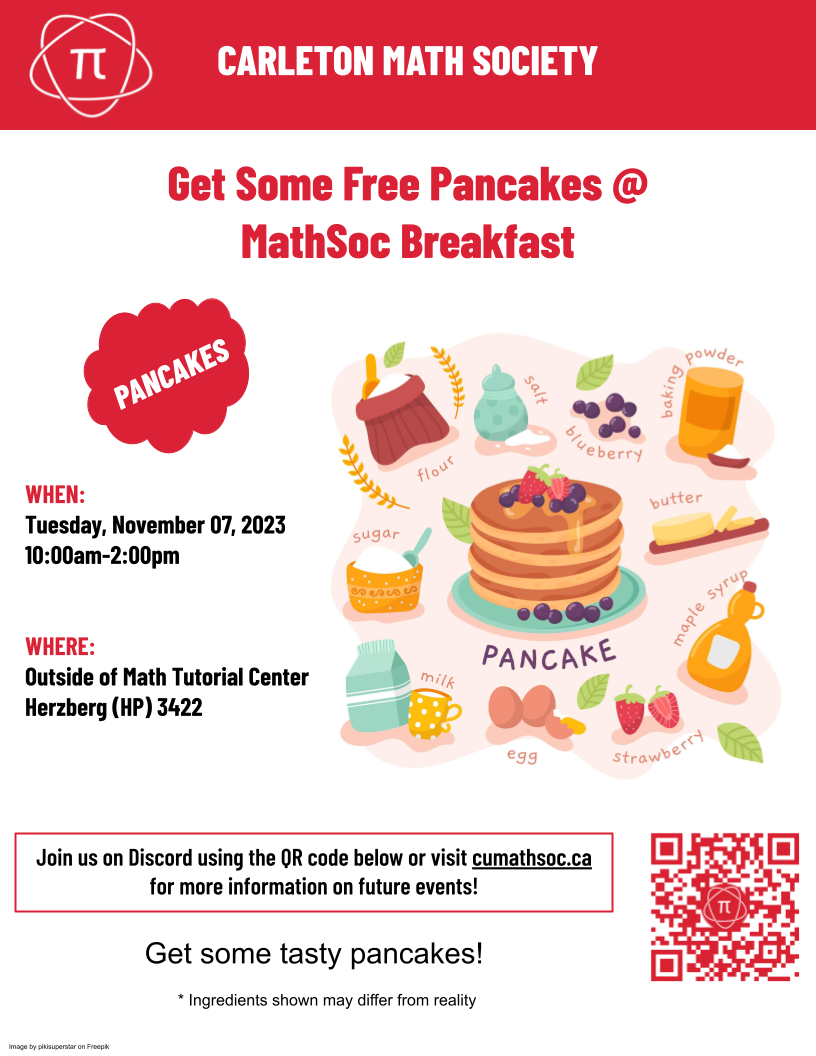 π
CARLETON MATH SOCIETY
Get Some Free Pancakes @
MathSoc Breakfast
PANCAKES
WHEN:
Tuesday, November 07, 2023
10:00am-2:00pm
WHERE:
Outside of Math Tutorial Center
Herzberg (HP) 3422
flour
salt
blueberry
baking powder
sugar
butter
maple syrup
PANCAKE
milk
egg
strawberry
Join us on Discord using the QR code below or visit cumathsoc.ca
for more information on future events!
π
Get some tasty pancakes!
* Ingredients shown may differ from reality
Image by pikisuperstar on Freepik